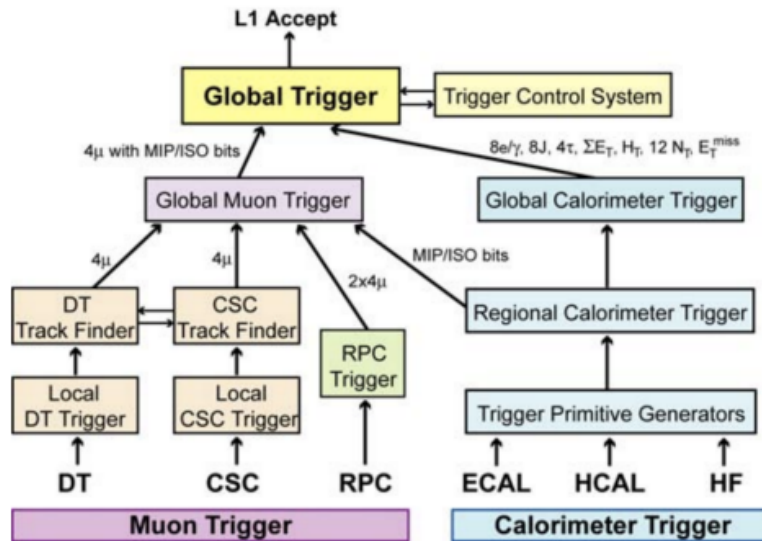 L1 Accept
Global Trigger
Trigger Control System
4μ with MIP/ISO bits
8e/γ, 8J, 4τ, ΣE_T, H_T, 12 N_T, E_T^miss
Global Muon Trigger
Global Calorimeter Trigger
4μ
4μ
2x4μ
MIP/ISO bits
DT
Track Finder
CSC
Track Finder
Regional Calorimeter Trigger
RPC
Trigger
Local
DT Trigger
Local
CSC Trigger
Trigger Primitive Generators
DT
CSC
RPC
ECAL
HCAL
HF
Muon Trigger
Calorimeter Trigger